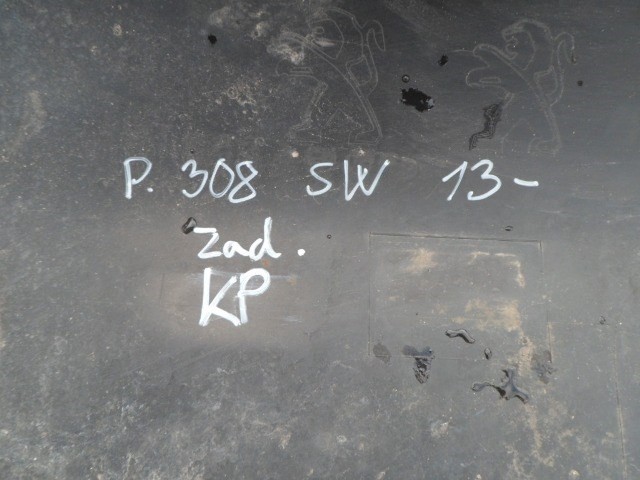 P. 308 SW 13-
Zad.
KP